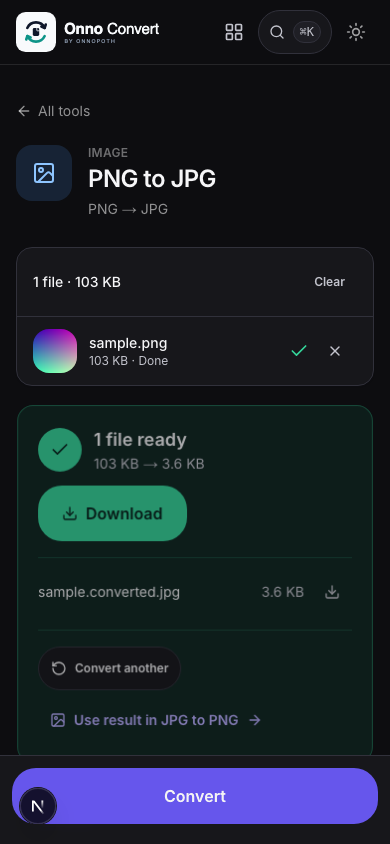 Onno Convert
BY ONNOPOTH
⌘K
← All tools
IMAGE
PNG to JPG
PNG → JPG
1 file · 103 KB
Clear
sample.png
103 KB · Done
1 file ready
103 KB → 3.6 KB
Download
sample.converted.jpg
3.6 KB
Convert another
Use result in JPG to PNG →
Convert
N